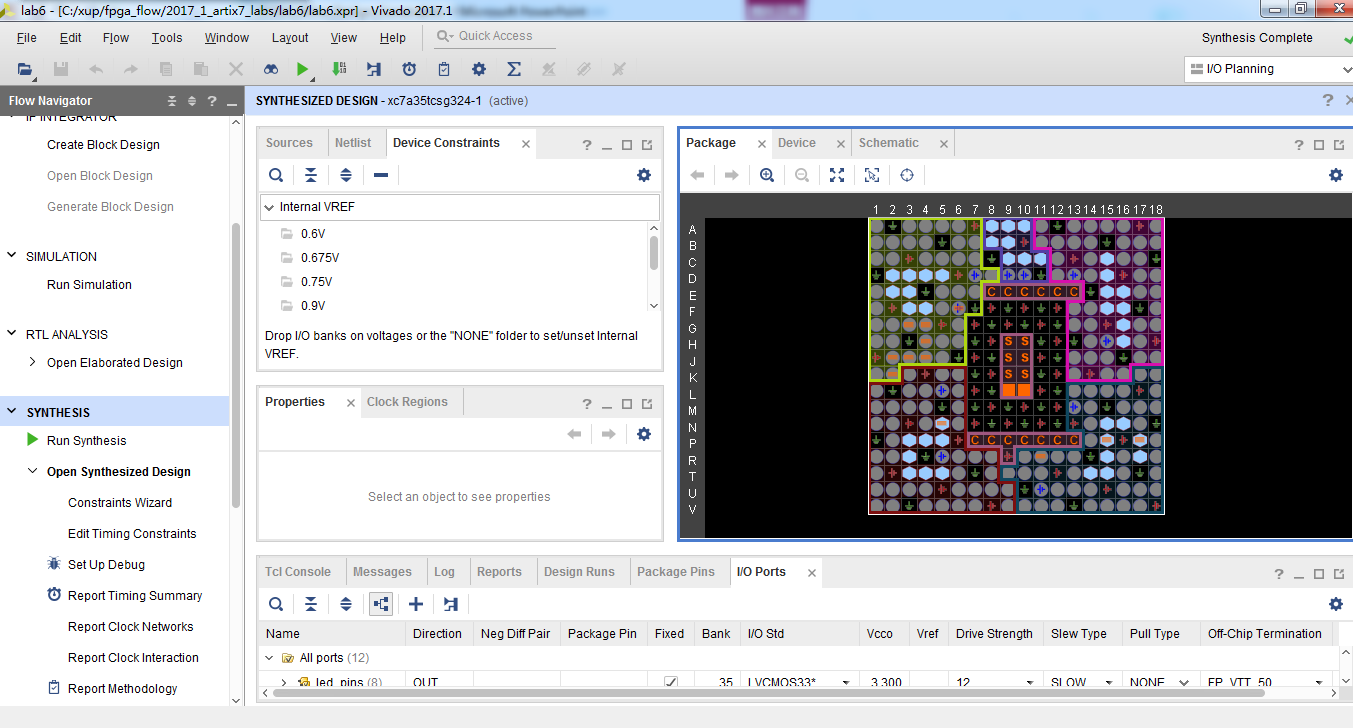 lab6 - [C:/xup/fpga_flow/2017_1_artix7_labs/lab6/lab6.xpr] - Vivado 2017.1
File Edit Flow Tools Window Layout View Help Quick Access
Synthesis Complete
I/O Planning
Flow Navigator
IP INTEGRATOR
Create Block Design
Open Block Design
Generate Block Design
SIMULATION
Run Simulation
RTL ANALYSIS
Open Elaborated Design
SYNTHESIS
Run Synthesis
Open Synthesized Design
Constraints Wizard
Edit Timing Constraints
Set Up Debug
Report Timing Summary
Report Clock Networks
Report Clock Interaction
Report Methodology
SYNTHESIZED DESIGN - xc7a35tcsg324-1 (active)
Sources Netlist Device Constraints
Internal VREF
0.6V
0.675V
0.75V
0.9V
Drop I/O banks on voltages or the "NONE" folder to set/unset Internal
VREF.
Properties Clock Regions
Select an object to see properties
Package Device Schematic
1 2 3 4 5 6 7 8 9 10 11 12 13 14 15 16 17 18
A
B
C
D
E
F
G
H
J
K
L
M
N
P
R
T
U
V
C C C C C C
S S
S S
S S
C C C C C C C
Tcl Console Messages Log Reports Design Runs Package Pins I/O Ports
Name Direction Neg Diff Pair Package Pin Fixed Bank I/O Std Vcco Vref Drive Strength Slew Type Pull Type Off-Chip Termination
All ports (12)
led_pins (8) OUT 35 LVCMOS33* 3.300 12 SLOW NONE FP_VTT_50